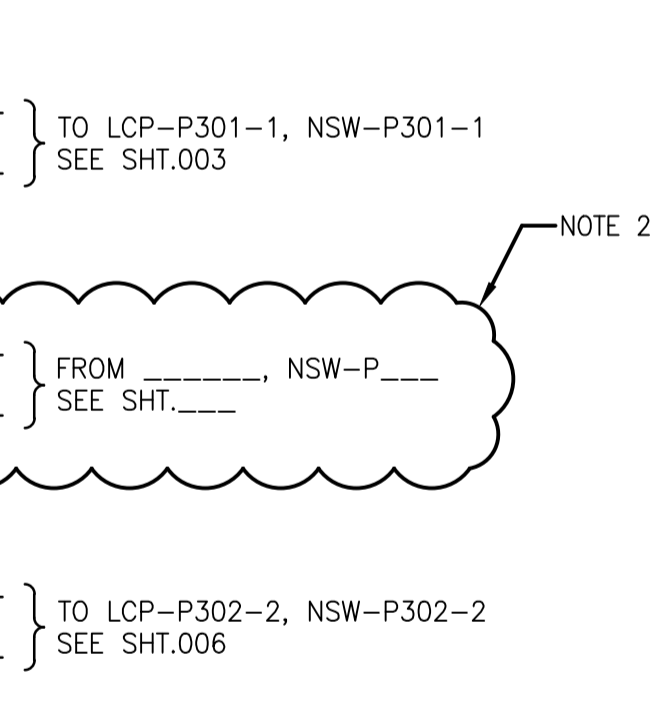 TO LCP-P301-1, NSW-P301-1
SEE SHT.003
NOTE 2
FROM ______, NSW-P___
SEE SHT.___
TO LCP-P302-2, NSW-P302-2
SEE SHT.006